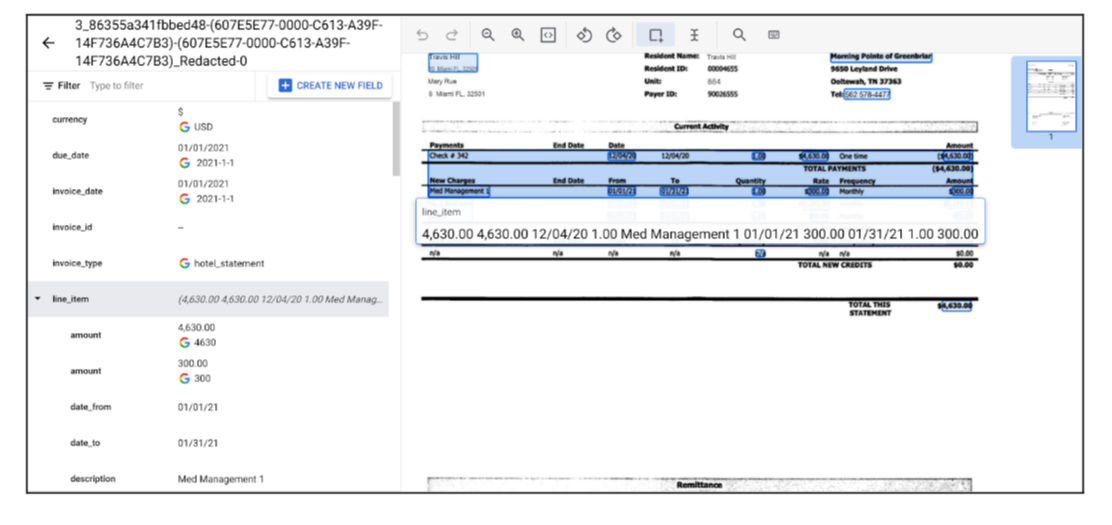 3_86355a341fbbed48-(607E5E77-0000-C613-A39F-
14F736A4C7B3)-(607E5E77-0000-C613-A39F-
14F736A4C7B3)_Redacted-0
Filter Type to filter
CREATE NEW FIELD
currency
$
USD
due_date
01/01/2021
2021-1-1
invoice_date
01/01/2021
2021-1-1
invoice_id
–
invoice_type
hotel_statement
line_item
(4,630.00 4,630.00 12/04/20 1.00 Med Manag...
amount
4,630.00
4630
amount
300.00
300
date_from
01/01/21
date_to
01/31/21
description
Med Management 1
Travis Hill
Mary Rue
8 Miami FL, 32501
Resident Name: Travis Hill
Resident ID: 00004655
Unit: 864
Payer ID: 90026555
Morning Pointe of Greenbriar
9650 Leyland Drive
Ooltewah, TN 37363
Tel: 562 578-4477
Current Activity
Payments End Date Date Amount
Check # 342 12/04/20 12/04/20 1.00 $4,630.00 One time ($4,630.00)
TOTAL PAYMENTS ($4,630.00)
New Charges End Date From To Quantity Rate Frequency Amount
Med Management 1 01/01/21 01/31/21 1.00 $300.00 Monthly $300.00
line_item
4,630.00 4,630.00 12/04/20 1.00 Med Management 1 01/01/21 300.00 01/31/21 1.00 300.00
n/a n/a n/a n/a n/a n/a $0.00
TOTAL NEW CREDITS $0.00
TOTAL THIS
STATEMENT
$4,630.00
Remittance
1